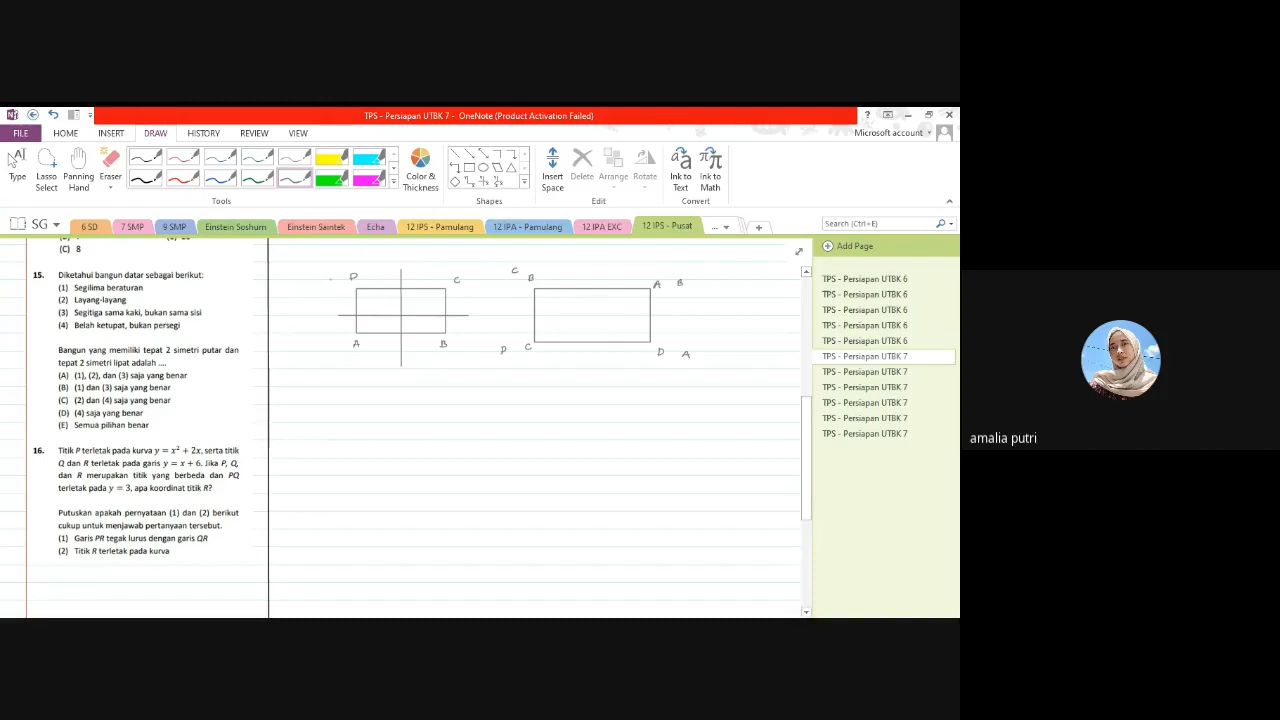 TPS - Persiapan UTBK 7 - OneNote (Product Activation Failed)
FILE HOME INSERT DRAW HISTORY REVIEW VIEW
Microsoft account
Type
Lasso Select
Panning Hand
Eraser
Color & Thickness
Insert Space
Delete
Arrange
Rotate
Ink to Text
Ink to Math
Tools
Shapes
Edit
Convert
SG
6 SD
7 SMP
9 SMP
Einstein Soshum
Einstein Saintek
Echa
12 IPS - Pamulang
12 IPA - Pamulang
12 IPA EXC
12 IPS - Pusat
...
Search (Ctrl+E)
Add Page
TPS - Persiapan UTBK 6
TPS - Persiapan UTBK 6
TPS - Persiapan UTBK 6
TPS - Persiapan UTBK 6
TPS - Persiapan UTBK 6
TPS - Persiapan UTBK 7
TPS - Persiapan UTBK 7
TPS - Persiapan UTBK 7
TPS - Persiapan UTBK 7
TPS - Persiapan UTBK 7
TPS - Persiapan UTBK 7
(C) 8
15. Diketahui bangun datar sebagai berikut:
(1) Segilima beraturan
(2) Layang-layang
(3) Segitiga sama kaki, bukan sama sisi
(4) Belah ketupat, bukan persegi
Bangun yang memiliki tepat 2 simetri putar dan
tepat 2 simetri lipat adalah ....
(A) (1), (2), dan (3) saja yang benar
(B) (1) dan (3) saja yang benar
(C) (2) dan (4) saja yang benar
(D) (4) saja yang benar
(E) Semua pilihan benar
16. Titik P terletak pada kurva y = x² + 2x, serta titik
Q dan R terletak pada garis y = x + 6. Jika P, Q,
dan R merupakan titik yang berbeda dan PQ
terletak pada y = 3, apa koordinat titik R?
Putuskan apakah pernyataan (1) dan (2) berikut
cukup untuk menjawab pertanyaan tersebut.
(1) Garis PR tegak lurus dengan garis QR
(2) Titik R terletak pada kurva
D C
A B
C B A B
D C D A
amalia putri